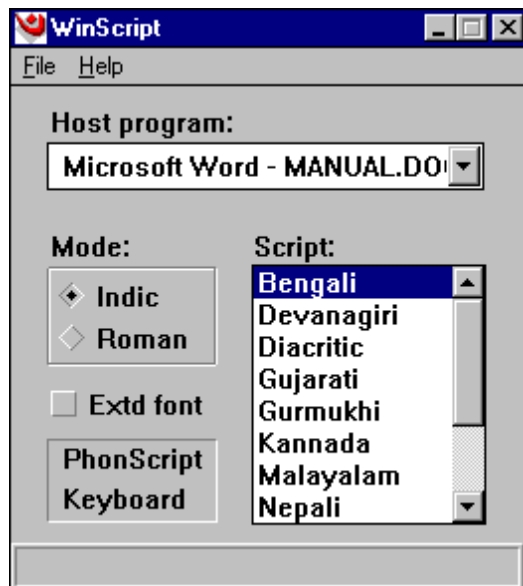 WinScript
File Help
Host program:
Microsoft Word - MANUAL.DO
Mode:
Indic
Roman
Extd font
PhonScript
Keyboard
Script:
Bengali
Devanagiri
Diacritic
Gujarati
Gurmukhi
Kannada
Malayalam
Nepali